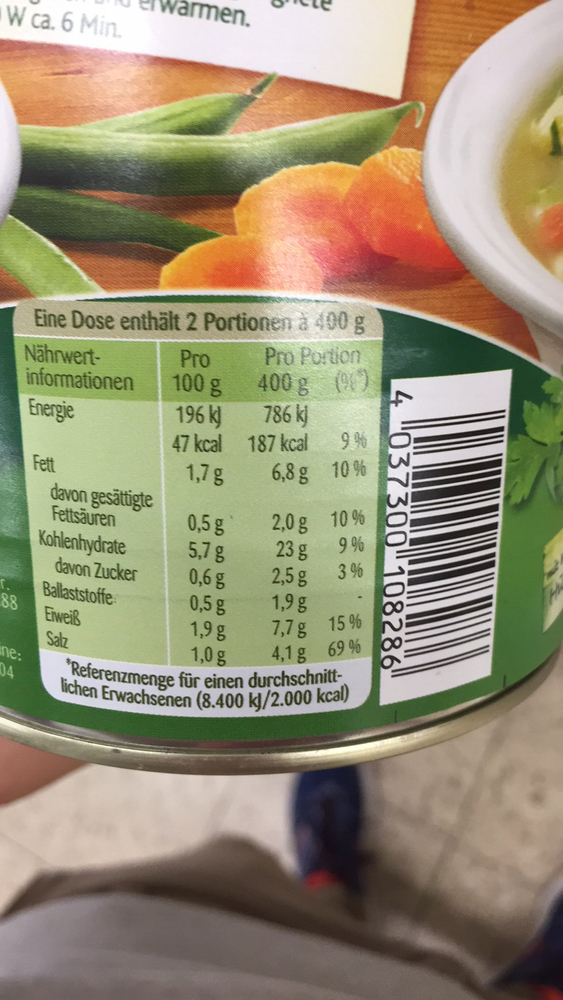 erwärmen.
W ca. 6 Min.
Eine Dose enthält 2 Portionen à 400 g
Nährwert-
informationen
Pro
100 g
Pro Portion
400 g (%*)
Energie 196 kJ 786 kJ
47 kcal 187 kcal 9 %
Fett 1,7 g 6,8 g 10 %
davon gesättigte
Fettsäuren 0,5 g 2,0 g 10 %
Kohlenhydrate 5,7 g 23 g 9 %
davon Zucker 0,6 g 2,5 g 3 %
Ballaststoffe 0,5 g 1,9 g -
Eiweiß 1,9 g 7,7 g 15 %
Salz 1,0 g 4,1 g 69 %
*Referenzmenge für einen durchschnitt-
lichen Erwachsenen (8.400 kJ/2.000 kcal)
4 037300 108286
88
04